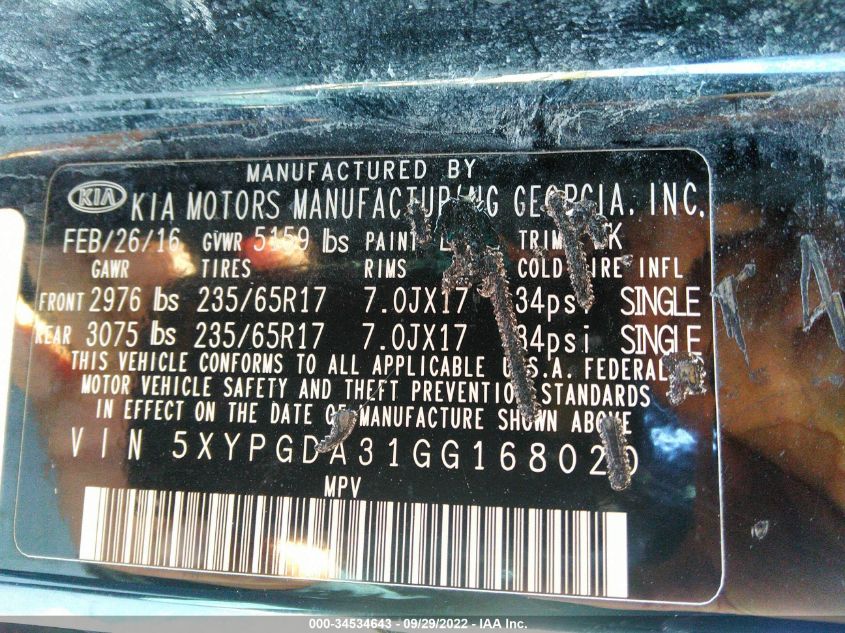 MANUFACTURED BY
KIA KIA MOTORS MANUFACTURING GEORGIA, INC.
FEB/26/16 GVWR 5159 lbs PAINT TRIM
GAWR TIRES RIMS COLD TIRE INFL
FRONT 2976 lbs 235/65R17 7.0JX17 34psi SINGLE
REAR 3075 lbs 235/65R17 7.0JX17 34psi SINGLE
THIS VEHICLE CONFORMS TO ALL APPLICABLE U.S.A. FEDERAL
MOTOR VEHICLE SAFETY AND THEFT PREVENTION STANDARDS
IN EFFECT ON THE DATE OF MANUFACTURE SHOWN ABOVE
VIN 5XYPGDA31GG168020
MPV
000-34534643 - 09/29/2022 - IAA Inc.